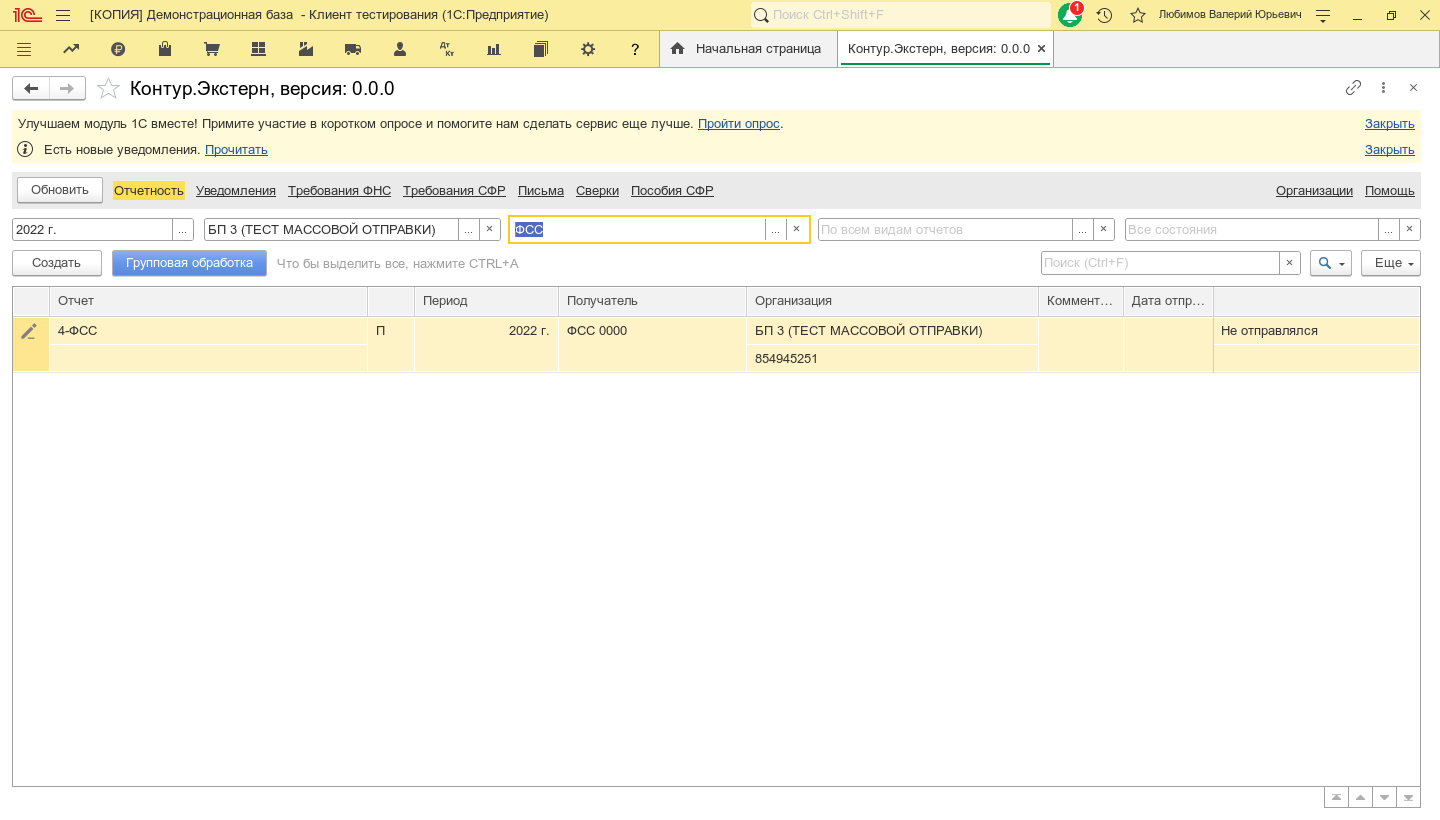 [КОПИЯ] Демонстрационная база - Клиент тестирования (1С:Предприятие)
Поиск Ctrl+Shift+F
1
Любимов Валерий Юрьевич
Дт Кт
?
Начальная страница
Контур.Экстерн, версия: 0.0.0
Контур.Экстерн, версия: 0.0.0
Улучшаем модуль 1С вместе! Примите участие в коротком опросе и помогите нам сделать сервис еще лучше. Пройти опрос.
Закрыть
Есть новые уведомления. Прочитать
Закрыть
Обновить Отчетность Уведомления Требования ФНС Требования СФР Письма Сверки Пособия СФР Организации Помощь
2022 г. ... БП 3 (ТЕСТ МАССОВОЙ ОТПРАВКИ) ... × ФСС ... × По всем видам отчетов ... × Все состояния ... ×
Создать Групповая обработка Что бы выделить все, нажмите CTRL+A Поиск (Ctrl+F) × Еще
Отчет Период Получатель Организация Коммент... Дата отпр...
4-ФСС П 2022 г. ФСС 0000 БП 3 (ТЕСТ МАССОВОЙ ОТПРАВКИ) Не отправлялся
854945251